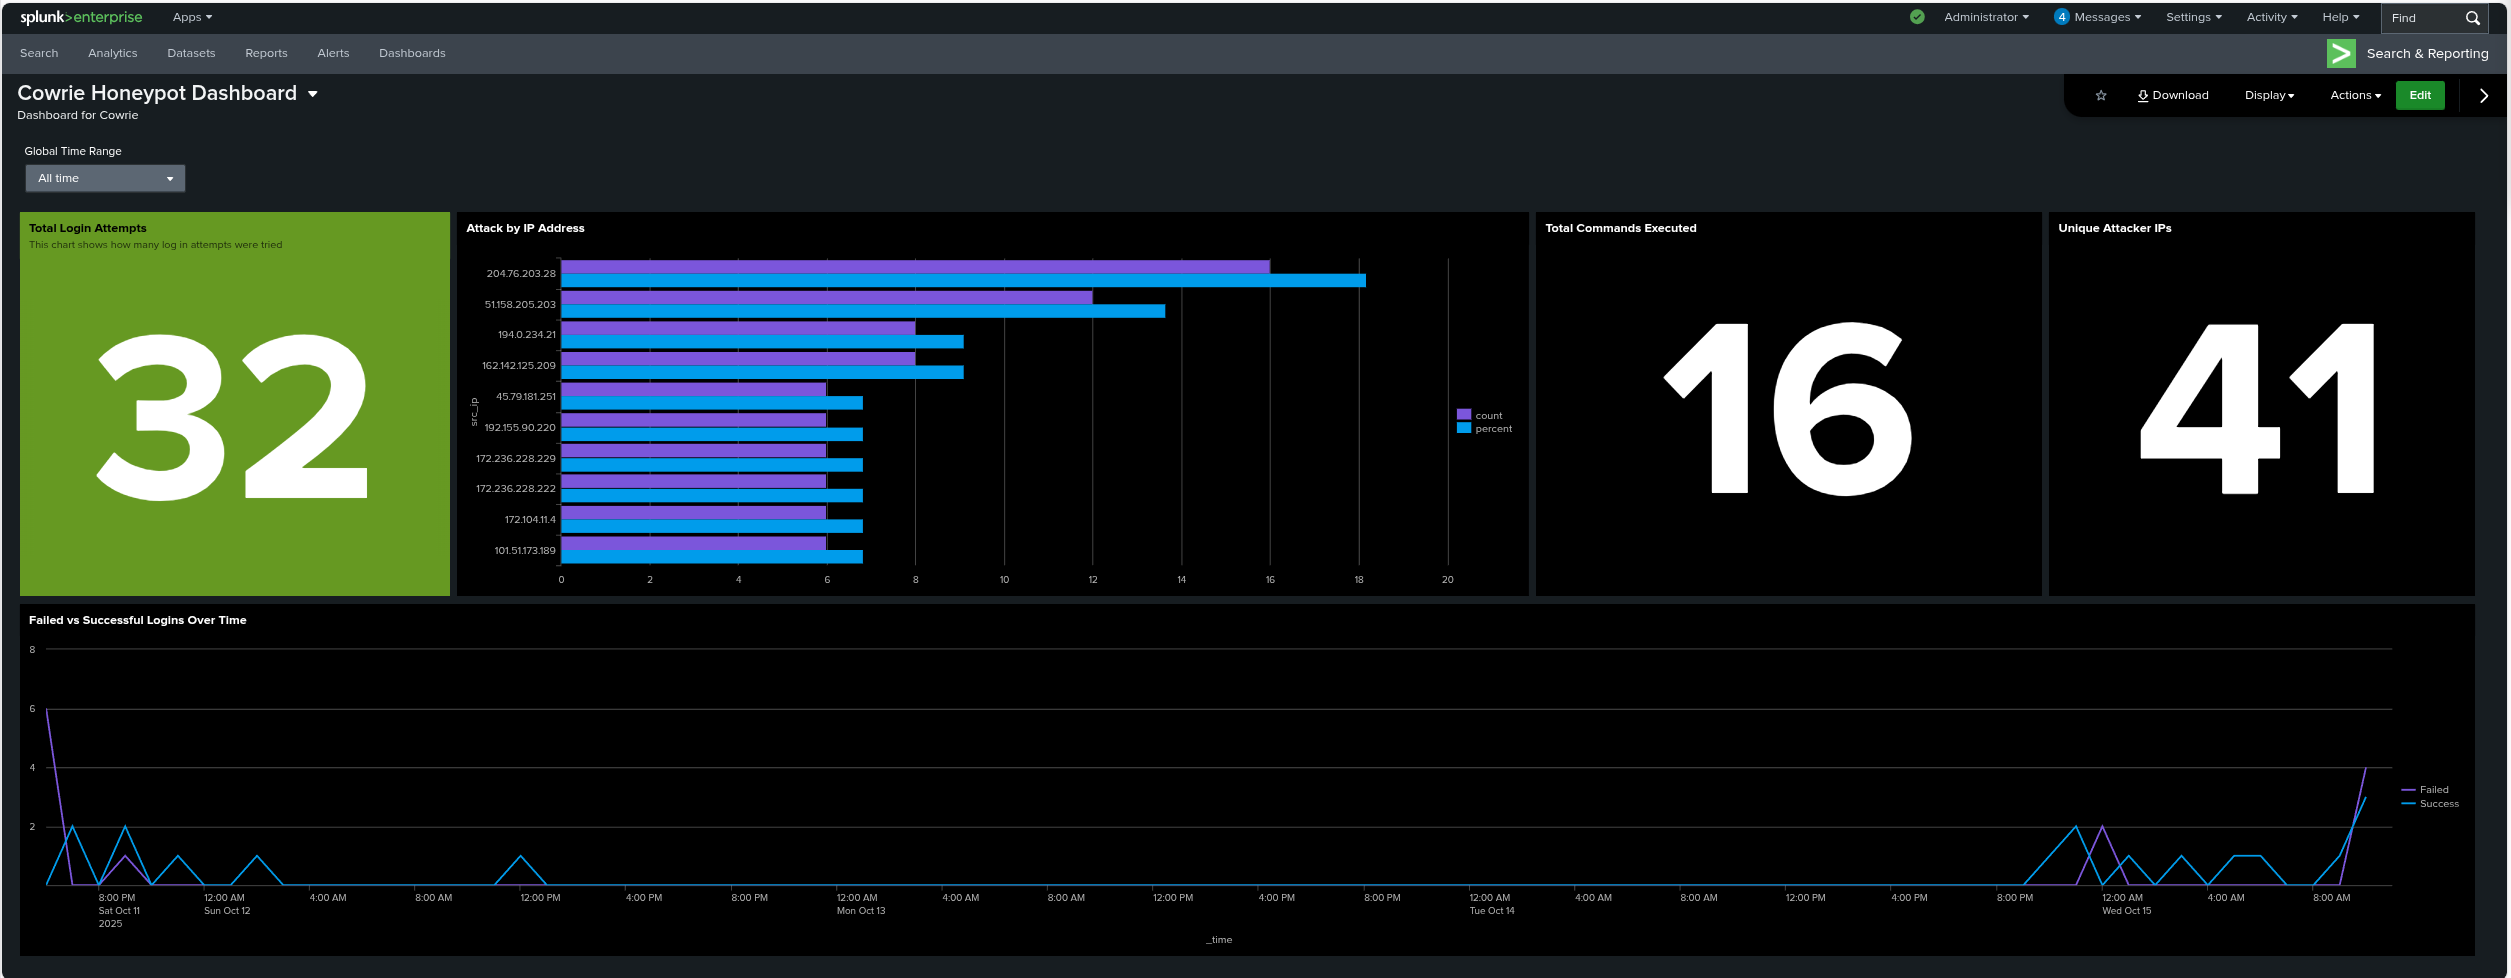 splunk>enterprise Apps Administrator 4 Messages Settings Activity Help Find
Search Analytics Datasets Reports Alerts Dashboards Search & Reporting
Cowrie Honeypot Dashboard
Dashboard for Cowrie
Download Display Actions Edit
Global Time Range
All time
Total Login Attempts
This chart shows how many log in attempts were tried
32
Attack by IP Address
src_ip
204.76.203.28
51.158.205.203
194.0.234.21
162.142.125.209
45.79.181.251
192.155.90.220
172.236.228.229
172.236.228.222
172.104.11.4
101.51.173.189
0 2 4 6 8 10 12 14 16 18 20
count
percent
Total Commands Executed
16
Unique Attacker IPs
41
Failed vs Successful Logins Over Time
8
6
4
2
Failed
Success
8:00 PM 12:00 AM 4:00 AM 8:00 AM 12:00 PM 4:00 PM 8:00 PM 12:00 AM 4:00 AM 8:00 AM 12:00 PM 4:00 PM 8:00 PM 12:00 AM 4:00 AM 8:00 AM 12:00 PM 4:00 PM 8:00 PM 12:00 AM 4:00 AM 8:00 AM
Sat Oct 11 Sun Oct 12 Mon Oct 13 Tue Oct 14 Wed Oct 15
2025
_time